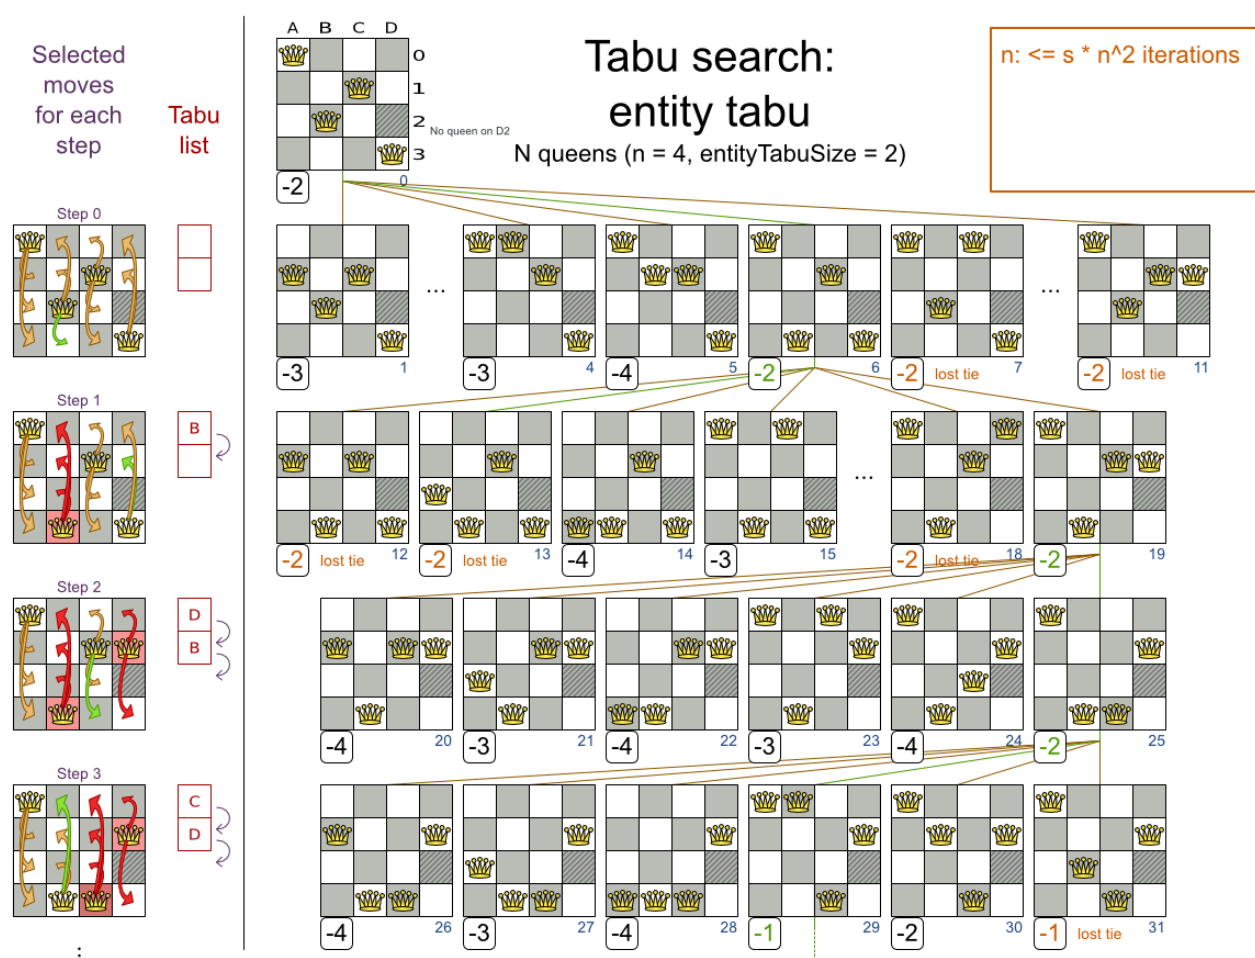 Selected
moves
for each
step
Tabu
list
A B C D
0
1
2
3
No queen on D2
-2
0
Tabu search:
entity tabu
N queens (n = 4, entityTabuSize = 2)
n: <= s * n^2 iterations
Step 0
...
...
-3 1
-3 4
-4 5
-2 6
-2 lost tie 7
-2 lost tie 11
Step 1
B
...
-2 lost tie 12
-2 lost tie 13
-4 14
-3 15
-2 lost tie 18
-2 19
Step 2
D
B
-4 20
-3 21
-4 22
-3 23
-4 24
-2 25
Step 3
C
D
-4 26
-3 27
-4 28
-1 29
-2 30
-1 lost tie 31
: